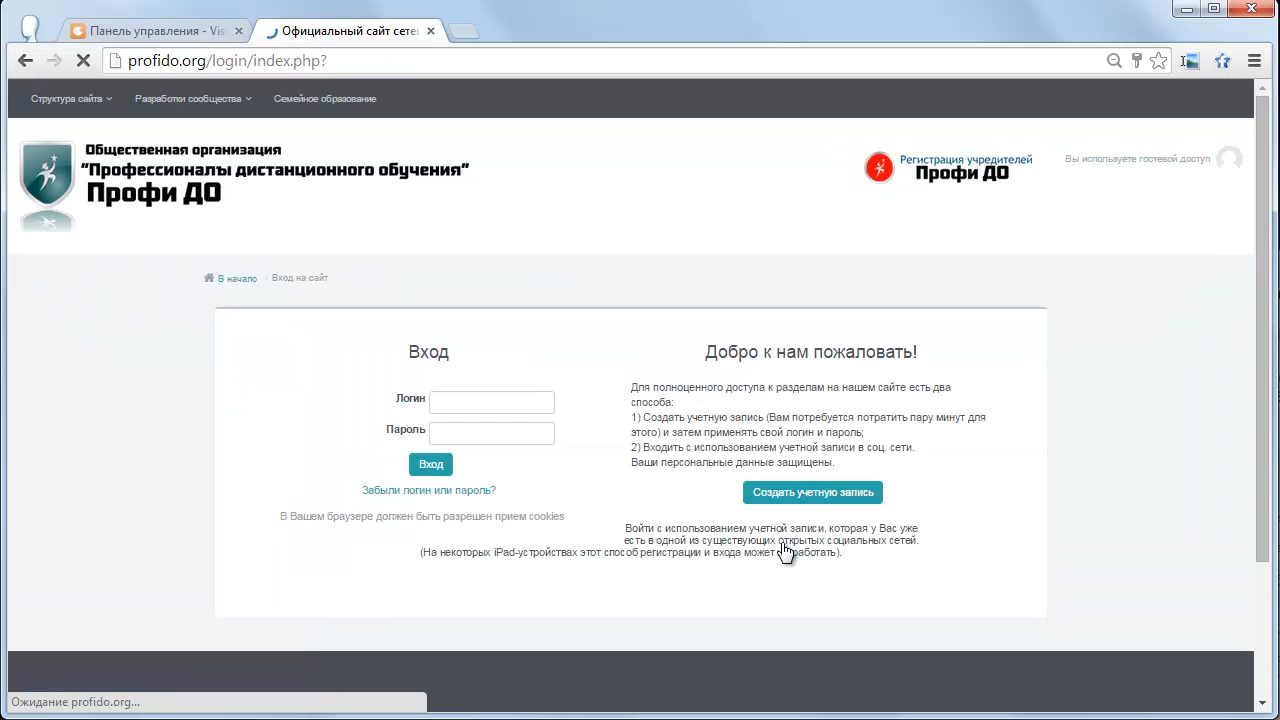 Панель управления - Visi
Официальный сайт сете
profido.org/login/index.php?
Структура сайта
Разработки сообщества
Семейное образование
Общественная организация
"Профессионалы дистанционного обучения"
Профи ДО
Регистрация учредителей
Профи ДО
Вы используете гостевой доступ
В начало
Вход на сайт
Вход
Логин
Пароль
Вход
Забыли логин или пароль?
В Вашем браузере должен быть разрешен прием cookies
Добро к нам пожаловать!
Для полноценного доступа к разделам на нашем сайте есть два
способа:
1) Создать учетную запись (Вам потребуется потратить пару минут для
этого) и затем применять свой логин и пароль;
2) Входить с использованием учетной записи в соц. сети.
Ваши персональные данные защищены.
Создать учетную запись
Войти с использованием учетной записи, которая у Вас уже
есть в одной из существующих открытых социальных сетей.
(На некоторых iPad-устройствах этот способ регистрации и входа может работать).
Ожидание profido.org...